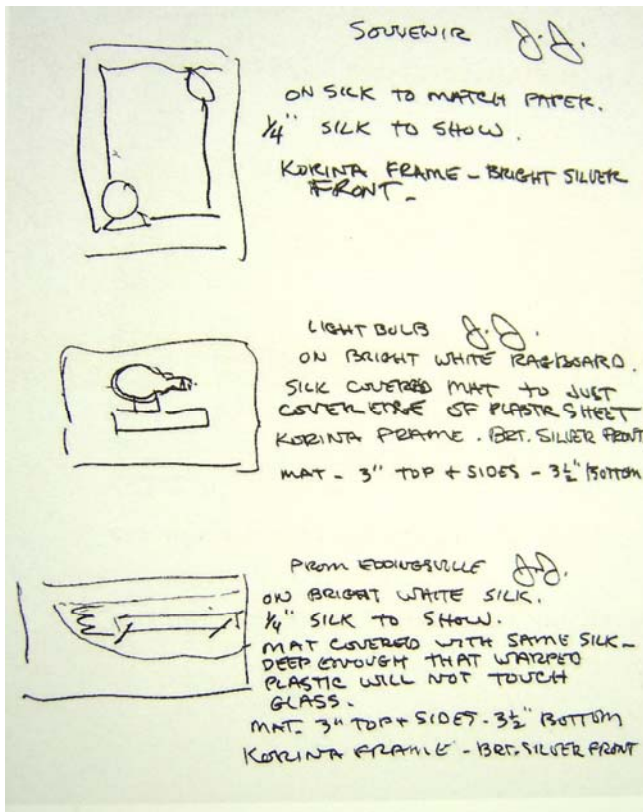 SOUVENIR J.J.
ON SILK TO MATCH PAPER.
1/4" SILK TO SHOW.
KORINA FRAME - BRIGHT SILVER
FRONT -
LIGHT BULB J.J.
ON BRIGHT WHITE RAGBOARD.
SILK COVERED MAT TO JUST
COVER EDGE OF PLASTIC SHEET
KORINA FRAME. BRT. SILVER FRONT
MAT - 3" TOP + SIDES - 3 1/2" BOTTOM
FROM EDDINGSVILLE J.J.
ON BRIGHT WHITE SILK.
1/4" SILK TO SHOW.
MAT COVERED WITH SAME SILK -
DEEP ENOUGH THAT WARPED
PLASTIC WILL NOT TOUCH
GLASS.
MAT - 3" TOP + SIDES - 3 1/2" BOTTOM
KORINA FRAME - BRT. SILVER FRONT